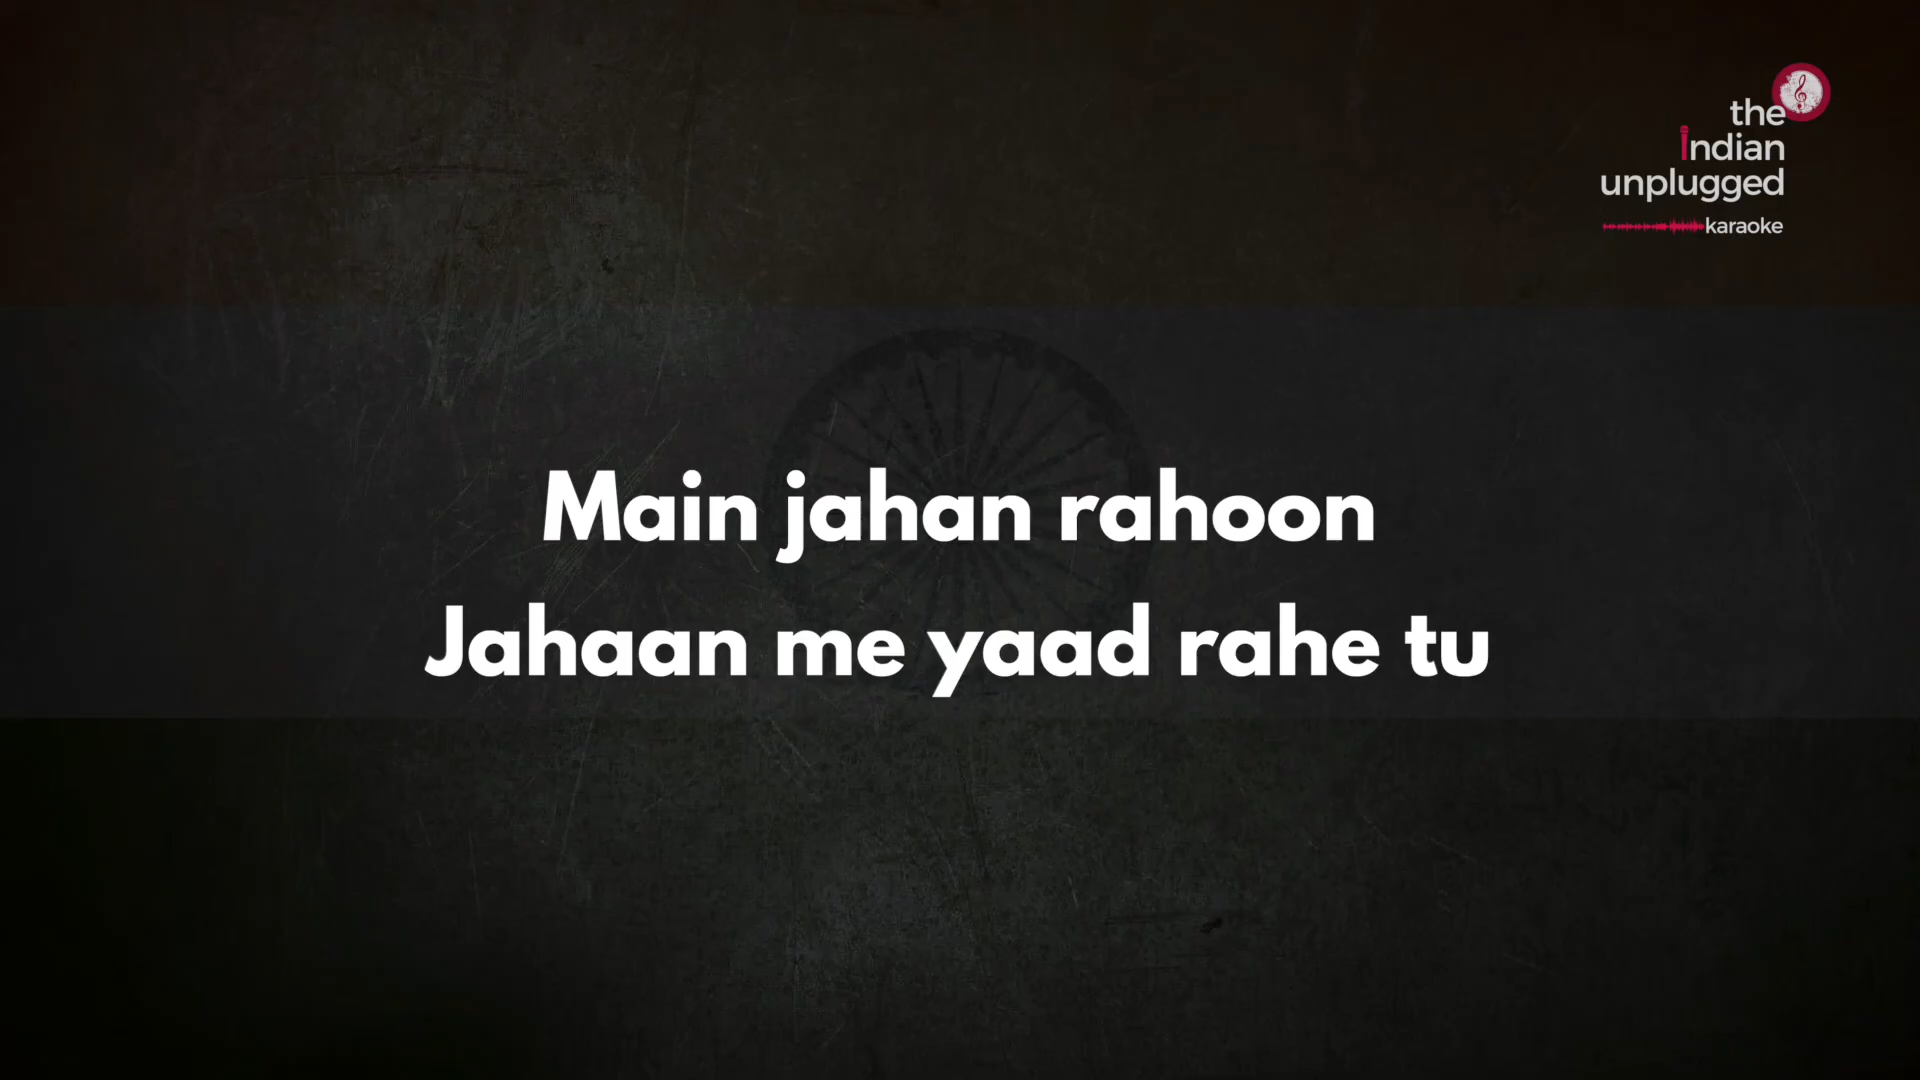 the
indian
unplugged
karaoke
Main jahan rahoon
Jahaan me yaad rahe tu